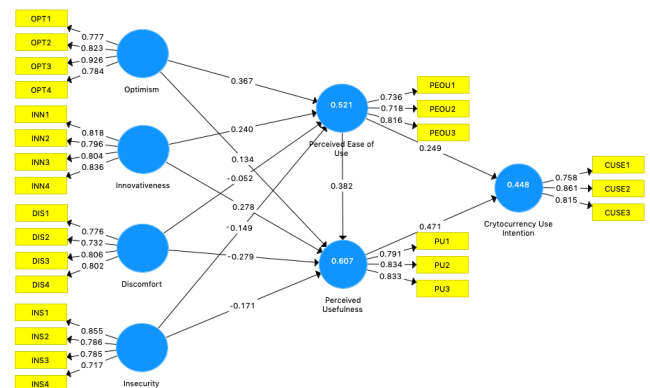 OPT1
OPT2
OPT3
OPT4
0.777
0.823
0.926
0.784
Optimism
INN1
INN2
INN3
INN4
0.818
0.796
0.804
0.836
Innovativeness
DIS1
DIS2
DIS3
DIS4
0.776
0.732
0.806
0.802
Discomfort
INS1
INS2
INS3
INS4
0.855
0.786
0.785
0.717
Insecurity
0.367
0.240
0.134
-0.052
0.278
-0.149
-0.279
-0.171
0.521
Perceived Ease of
Use
0.736
0.718
0.816
PEOU1
PEOU2
PEOU3
0.249
0.382
0.471
0.607
Perceived
Usefulness
0.791
0.834
0.833
PU1
PU2
PU3
0.448
Crytocurrency Use
Intention
0.758
0.861
0.815
CUSE1
CUSE2
CUSE3